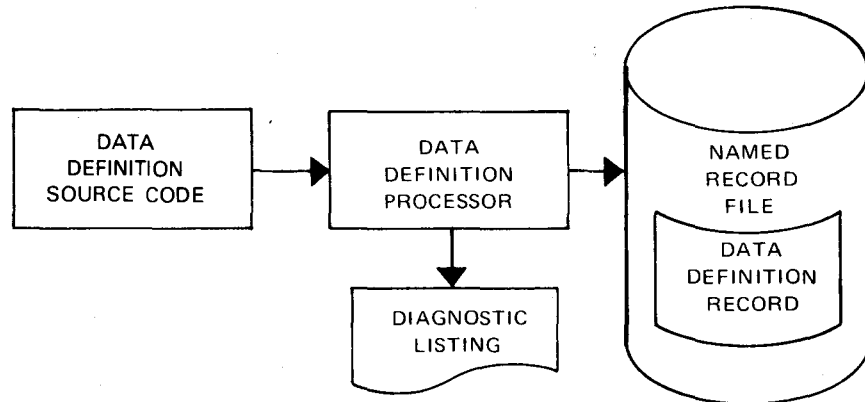 DATA
DEFINITION
SOURCE CODE
DATA
DEFINITION
PROCESSOR
DIAGNOSTIC
LISTING
NAMED
RECORD
FILE
DATA
DEFINITION
RECORD